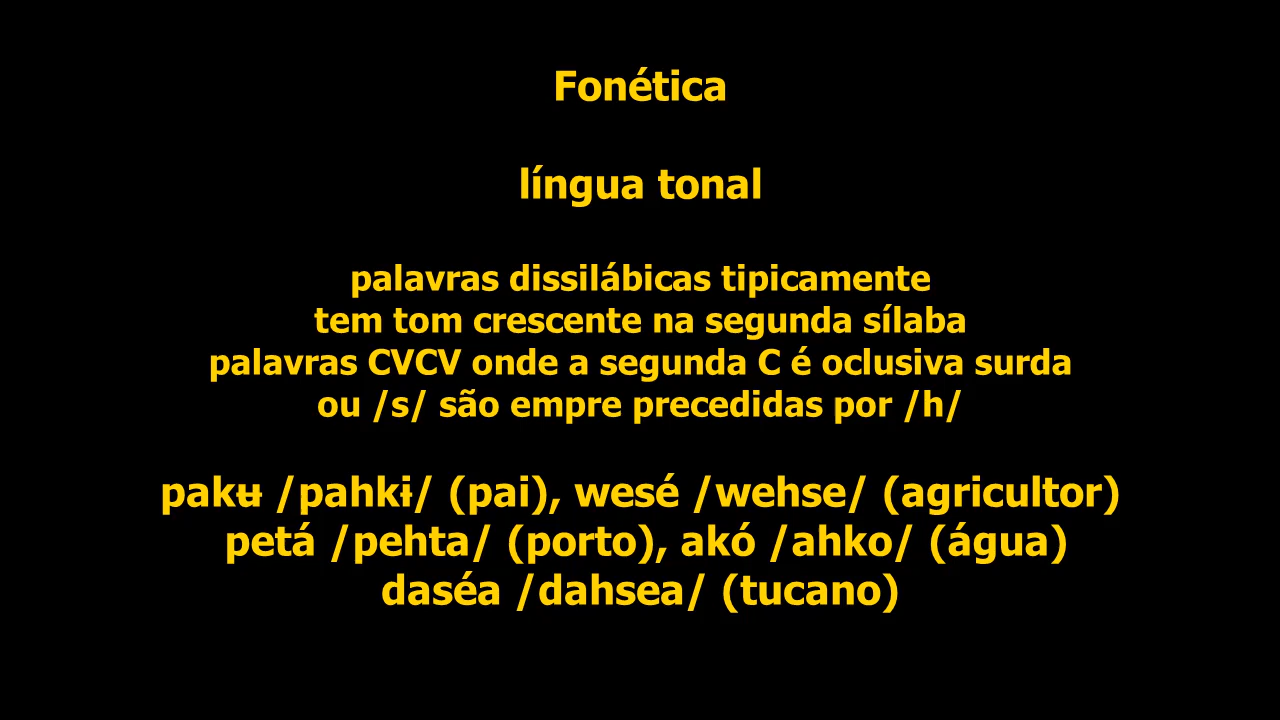 Fonética
língua tonal
palavras dissilábicas tipicamente
tem tom crescente na segunda sílaba
palavras CVCV onde a segunda C é oclusiva surda
ou /s/ são empre precedidas por /h/
pakʉ /pahkɨ/ (pai), wesé /wehse/ (agricultor)
petá /pehta/ (porto), akó /ahko/ (água)
daséa /dahsea/ (tucano)